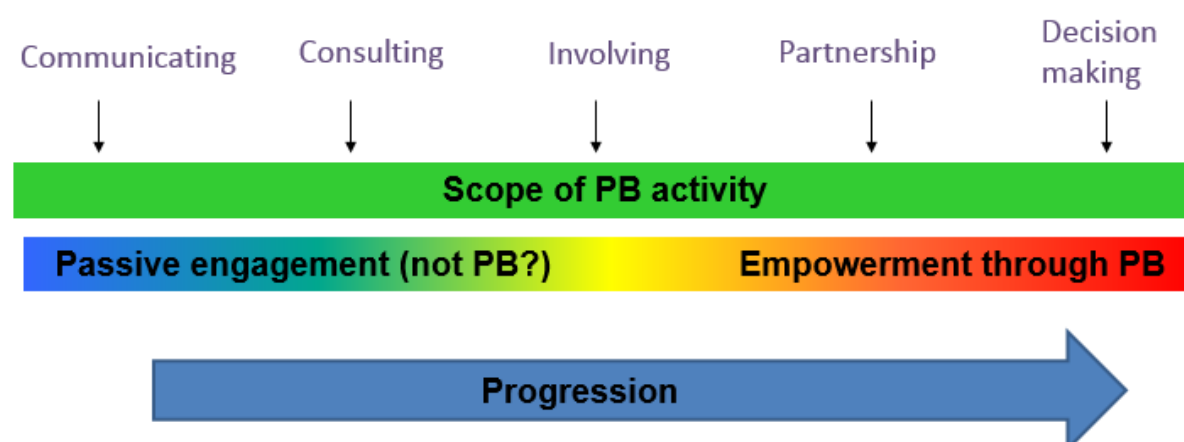 Communicating
Consulting
Involving
Partnership
Decision
making
Scope of PB activity
Passive engagement (not PB?)
Empowerment through PB
Progression